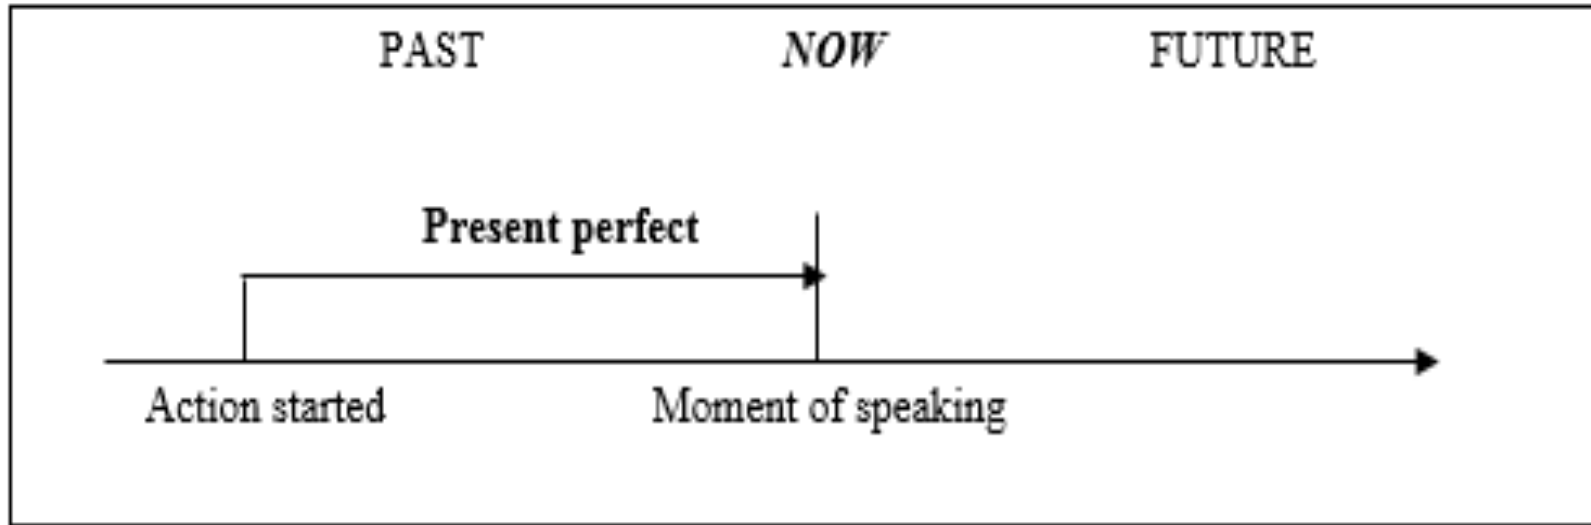 PAST NOW FUTURE
Present perfect
Action started Moment of speaking